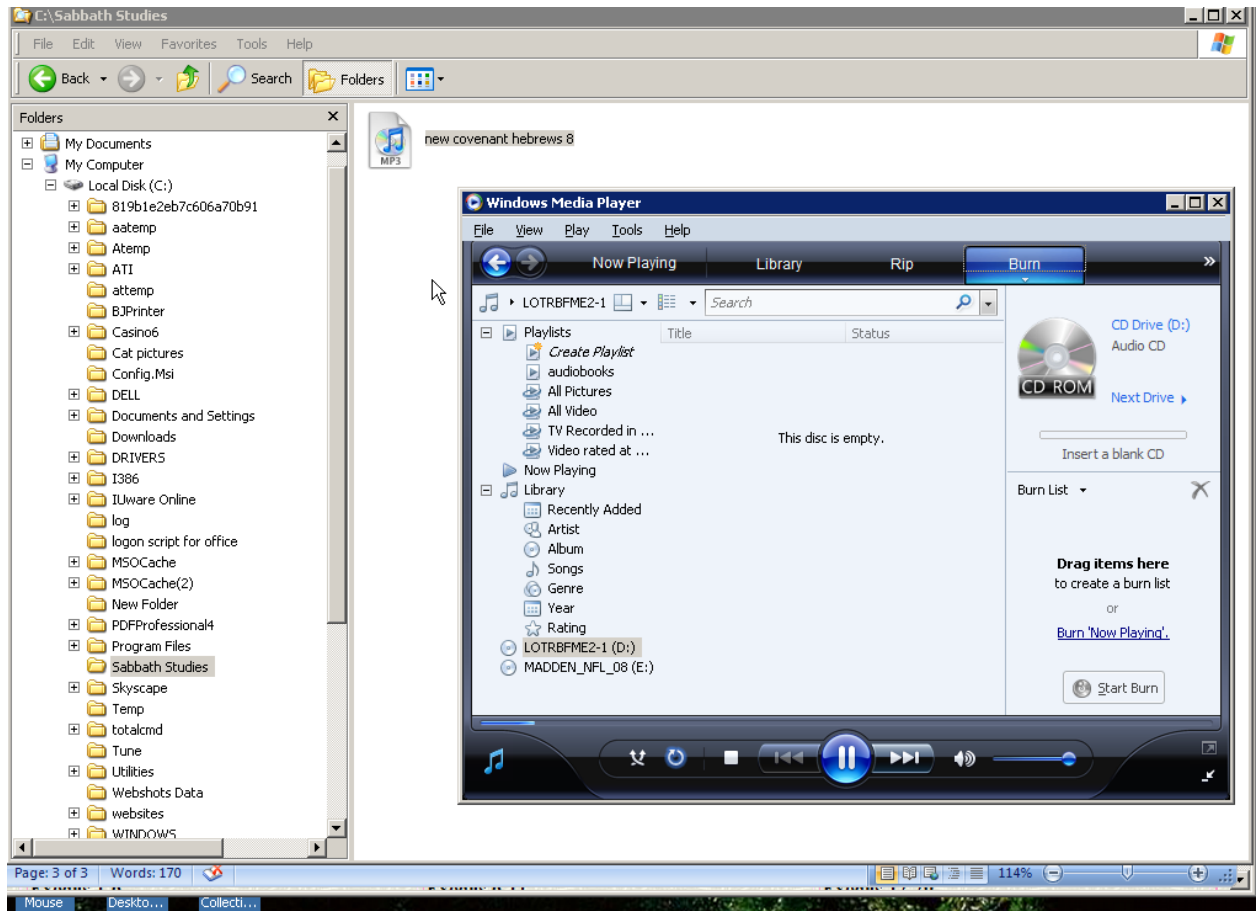 C:\Sabbath Studies
File Edit View Favorites Tools Help
Back Search Folders
Folders
My Documents
My Computer
Local Disk (C:)
819b1e2eb7c606a70b91
aatemp
Atemp
ATI
attemp
BJPrinter
Casino6
Cat pictures
Config.Msi
DELL
Documents and Settings
Downloads
DRIVERS
I386
IUware Online
log
logon script for office
MSOCache
MSOCache(2)
New Folder
PDFProfessional4
Program Files
Sabbath Studies
Skyscape
Temp
totalcmd
Tune
Utilities
Webshots Data
websites
WINDOWS
MP3
new covenant hebrews 8
Windows Media Player
File View Play Tools Help
Now Playing Library Rip Burn
LOTRBFME2-1 Search
Playlists
Create Playlist
audiobooks
All Pictures
All Video
TV Recorded in ...
Video rated at ...
Now Playing
Library
Recently Added
Artist
Album
Songs
Genre
Year
Rating
LOTRBFME2-1 (D:)
MADDEN_NFL_08 (E:)
Title Status
This disc is empty.
CD ROM
CD Drive (D:)
Audio CD
Next Drive
Insert a blank CD
Burn List
Drag items here
to create a burn list
or
Burn 'Now Playing'.
Start Burn
Page: 3 of 3 Words: 170 114%
Mouse Deskto... Collecti...